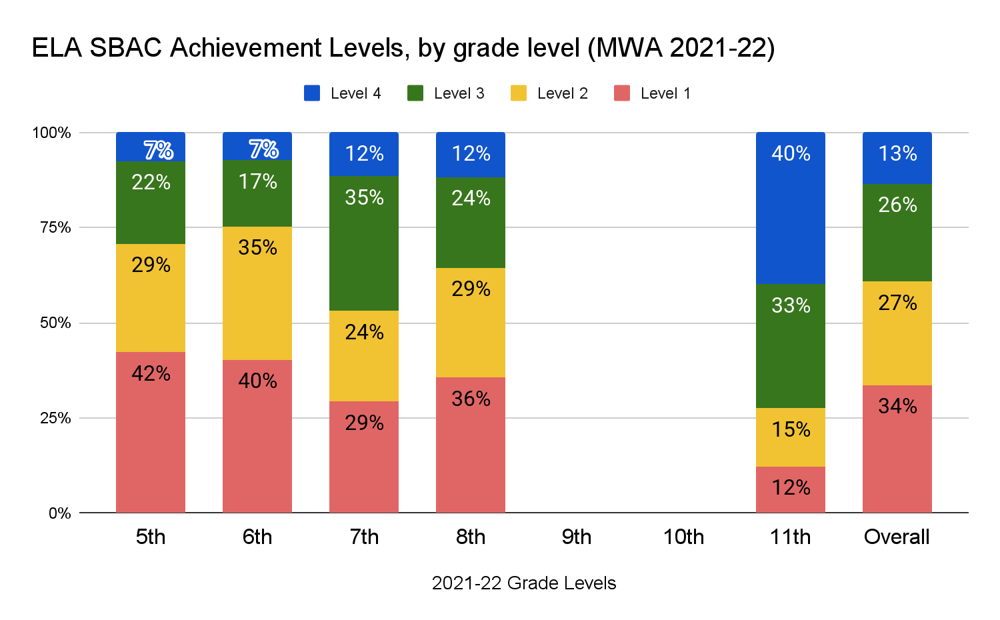 ELA SBAC Achievement Levels, by grade level (MWA 2021-22)
Level 4 Level 3 Level 2 Level 1
100%
75%
50%
25%
0%
7% 7% 12% 12% 40% 13%
22% 17% 35% 24% 33% 26%
29% 35% 24% 29% 15% 27%
42% 40% 29% 36% 12% 34%
5th 6th 7th 8th 9th 10th 11th Overall
2021-22 Grade Levels